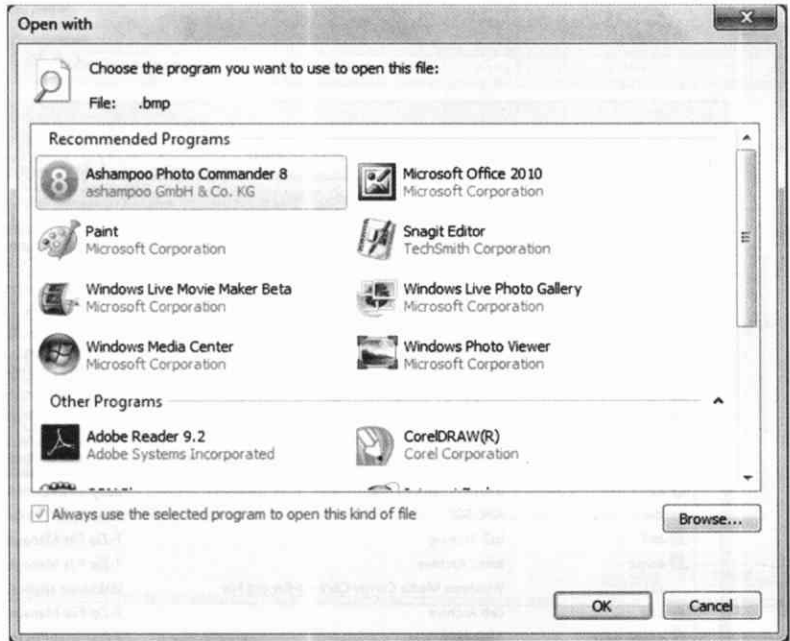 Open with
Choose the program you want to use to open this file:
File: .bmp
Recommended Programs
Ashampoo Photo Commander 8
ashampoo GmbH & Co. KG
Microsoft Office 2010
Microsoft Corporation
Paint
Microsoft Corporation
Snagit Editor
TechSmith Corporation
Windows Live Movie Maker Beta
Microsoft Corporation
Windows Live Photo Gallery
Microsoft Corporation
Windows Media Center
Microsoft Corporation
Windows Photo Viewer
Microsoft Corporation
Other Programs
Adobe Reader 9.2
Adobe Systems Incorporated
CorelDRAW(R)
Corel Corporation
Always use the selected program to open this kind of file
Browse...
OK
Cancel